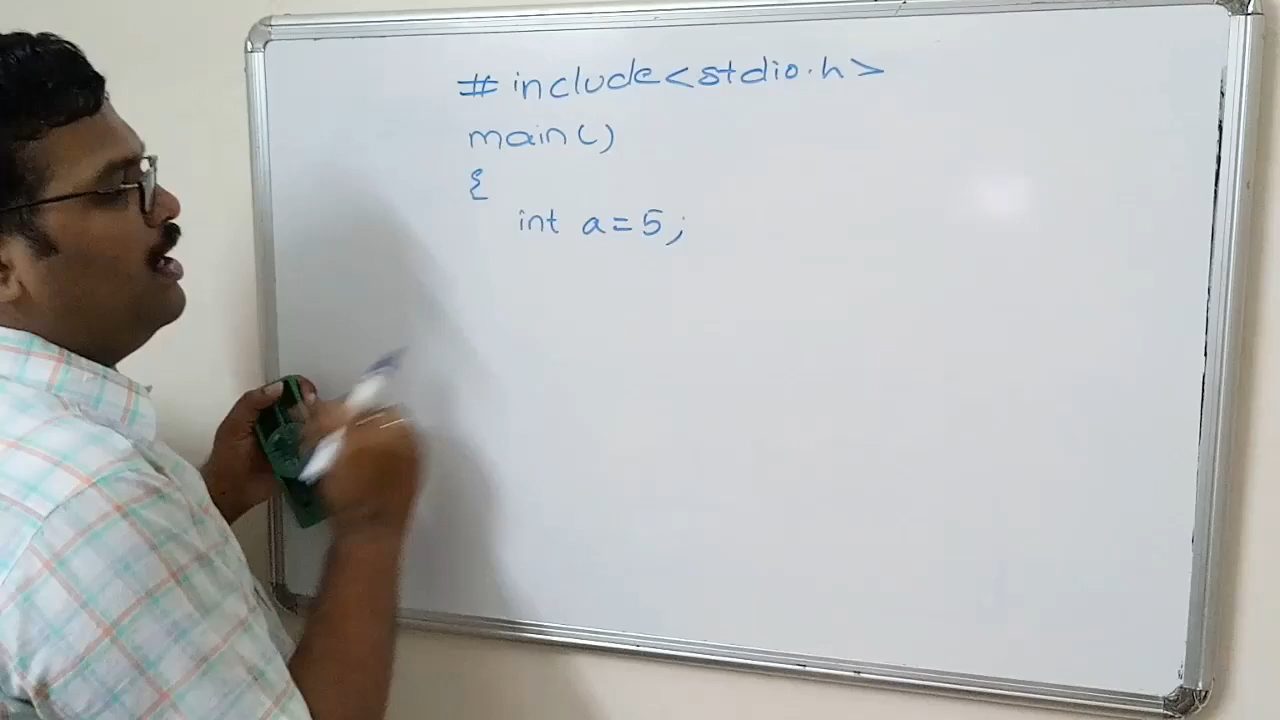 # include<stdio.h>
main()
{
int a=5;